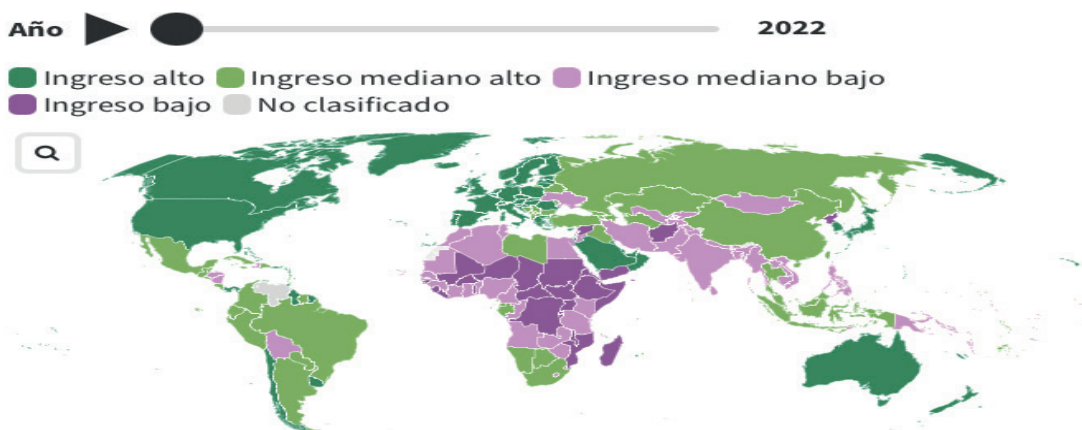 Año 2022
Ingreso alto Ingreso mediano alto Ingreso mediano bajo
Ingreso bajo No clasificado